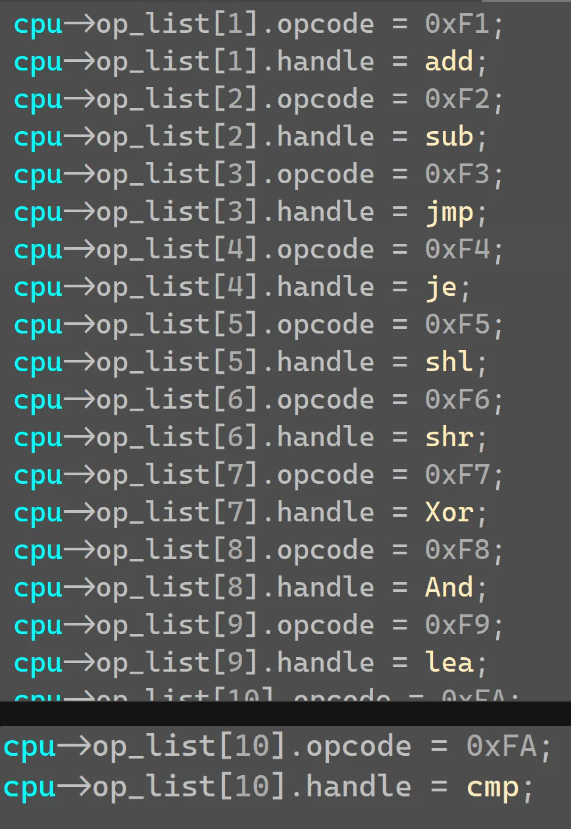 cpu->op_list[1].opcode = 0xF1;
cpu->op_list[1].handle = add;
cpu->op_list[2].opcode = 0xF2;
cpu->op_list[2].handle = sub;
cpu->op_list[3].opcode = 0xF3;
cpu->op_list[3].handle = jmp;
cpu->op_list[4].opcode = 0xF4;
cpu->op_list[4].handle = je;
cpu->op_list[5].opcode = 0xF5;
cpu->op_list[5].handle = shl;
cpu->op_list[6].opcode = 0xF6;
cpu->op_list[6].handle = shr;
cpu->op_list[7].opcode = 0xF7;
cpu->op_list[7].handle = Xor;
cpu->op_list[8].opcode = 0xF8;
cpu->op_list[8].handle = And;
cpu->op_list[9].opcode = 0xF9;
cpu->op_list[9].handle = lea;
cpu->op_list[10].opcode = 0xFA;
cpu->op_list[10].opcode = 0xFA;
cpu->op_list[10].handle = cmp;